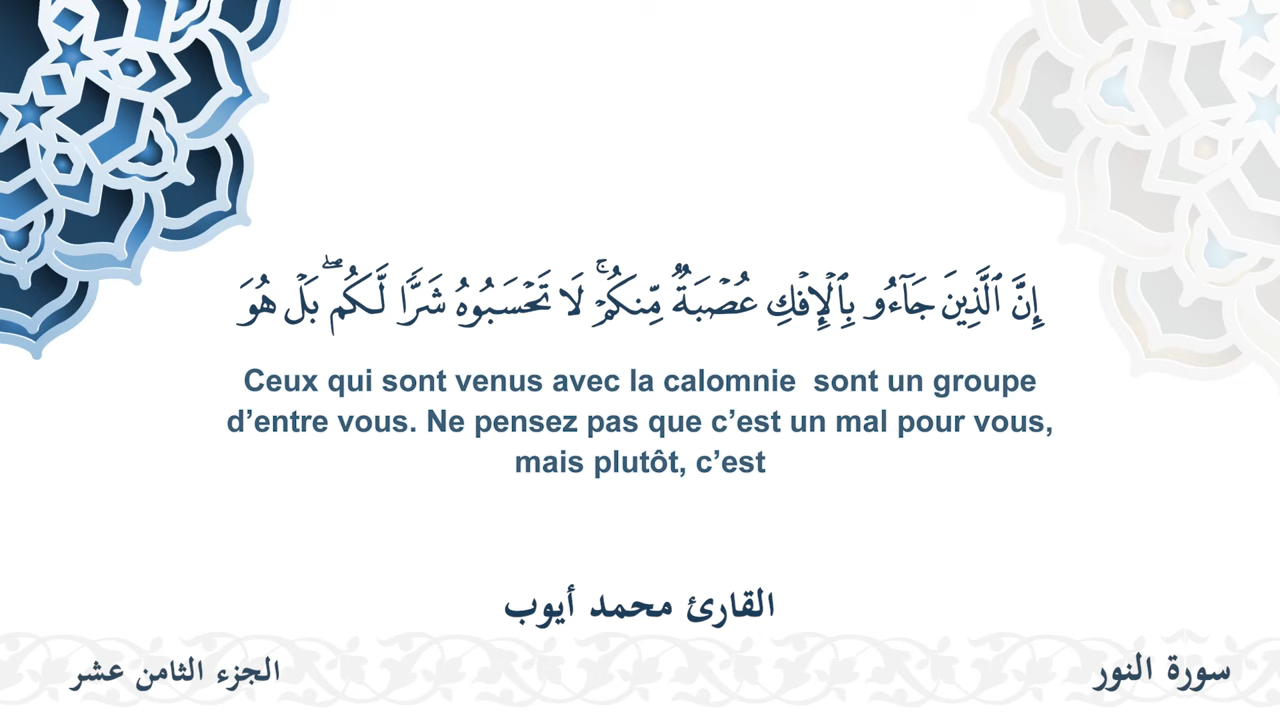 إِنَّ ٱلَّذِينَ جَآءُو بِٱلْإِفْكِ عُصْبَةٌ مِّنكُمْ ۚ لَا تَحْسَبُوهُ شَرًّا لَّكُم ۖ بَلْ هُوَ
Ceux qui sont venus avec la calomnie  sont un groupe
d’entre vous. Ne pensez pas que c’est un mal pour vous,
mais plutôt, c’est
القارئ محمد أيوب
سورة النور
الجزء الثامن عشر